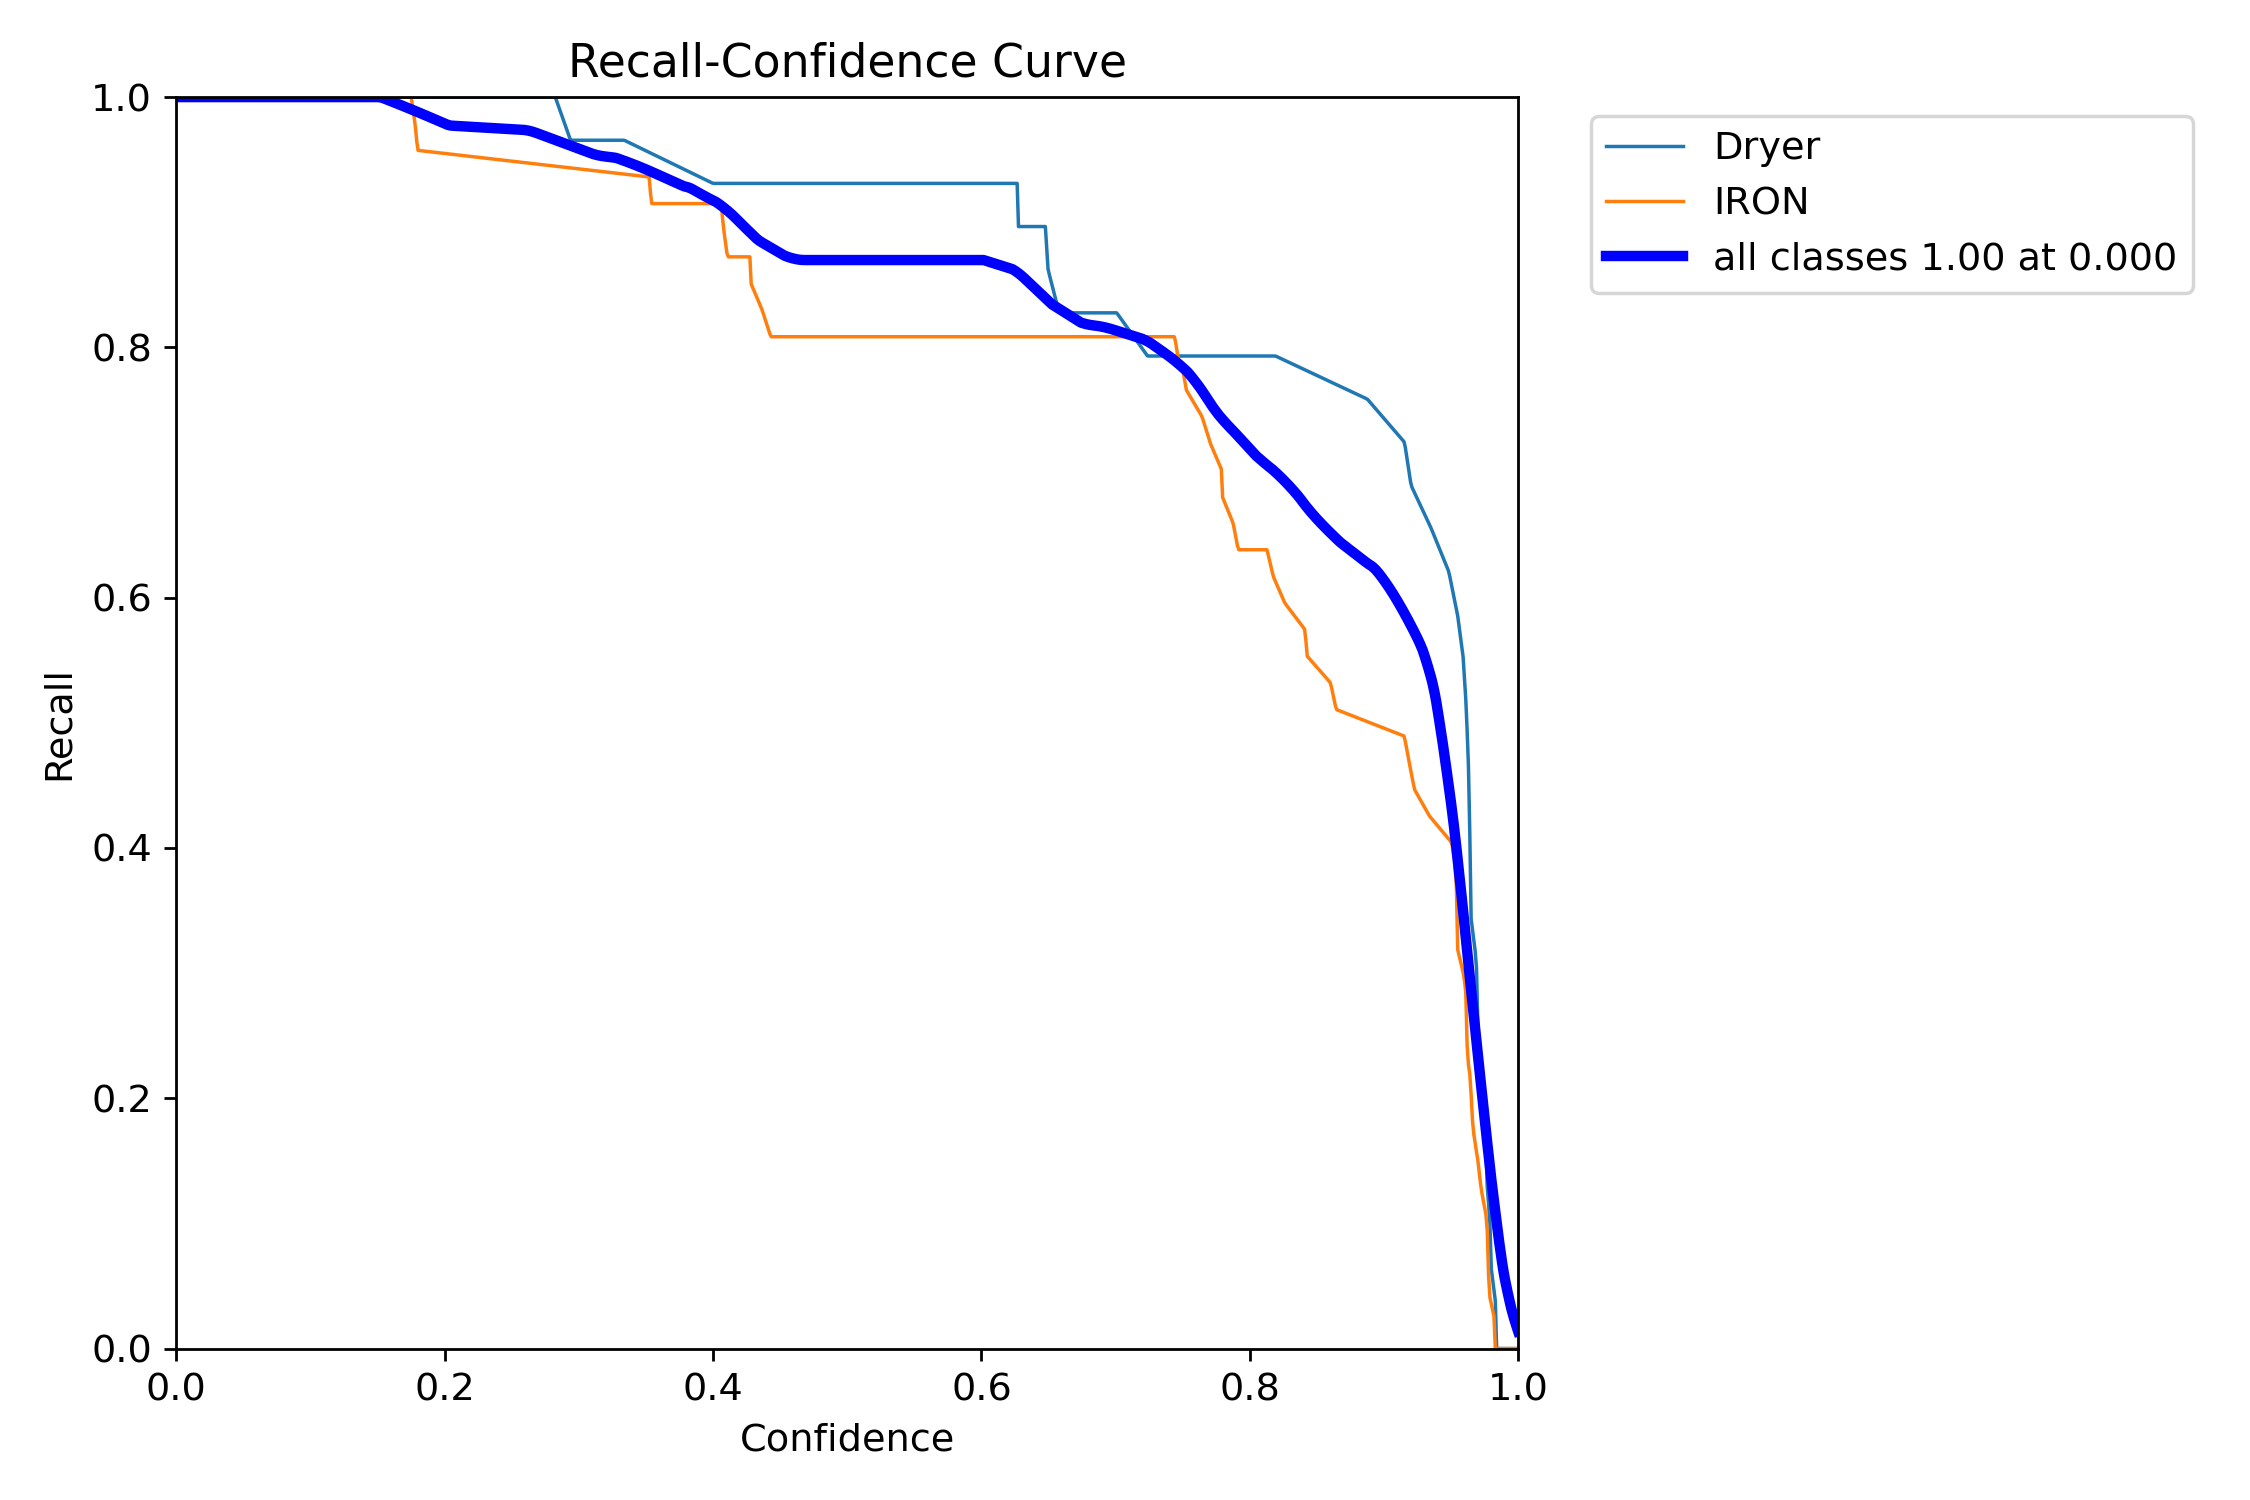 Recall-Confidence Curve
1.0
0.8
0.6
0.4
0.2
0.0
Recall
0.0 0.2 0.4 0.6 0.8 1.0
Confidence
Dryer
IRON
all classes 1.00 at 0.000